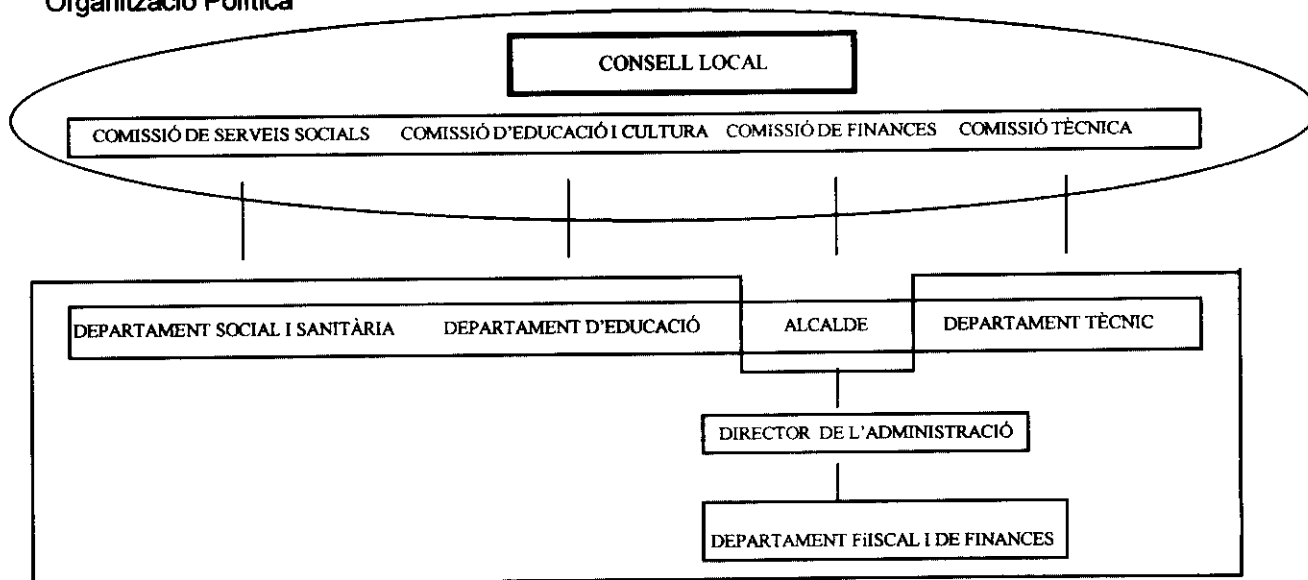 Organització Política
CONSELL LOCAL
COMISSIÓ DE SERVEIS SOCIALS COMISSIÓ D'EDUCACIÓ I CULTURA COMISSIÓ DE FINANCES COMISSIÓ TÈCNICA
DEPARTAMENT SOCIAL I SANITÀRIA DEPARTAMENT D'EDUCACIÓ ALCALDE DEPARTAMENT TÈCNIC
DIRECTOR DE L'ADMINISTRACIÓ
DEPARTAMENT FiISCAL I DE FINANCES